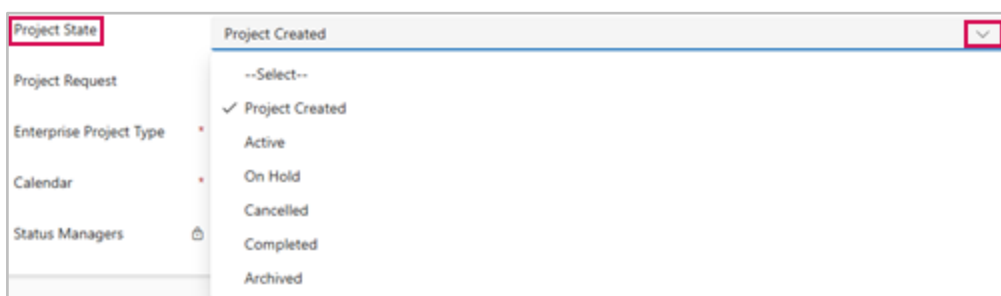 Project State
Project Created
Project Request
--Select--
Project Created
Enterprise Project Type *
Active
Calendar *
On Hold
Cancelled
Status Managers
Completed
Archived